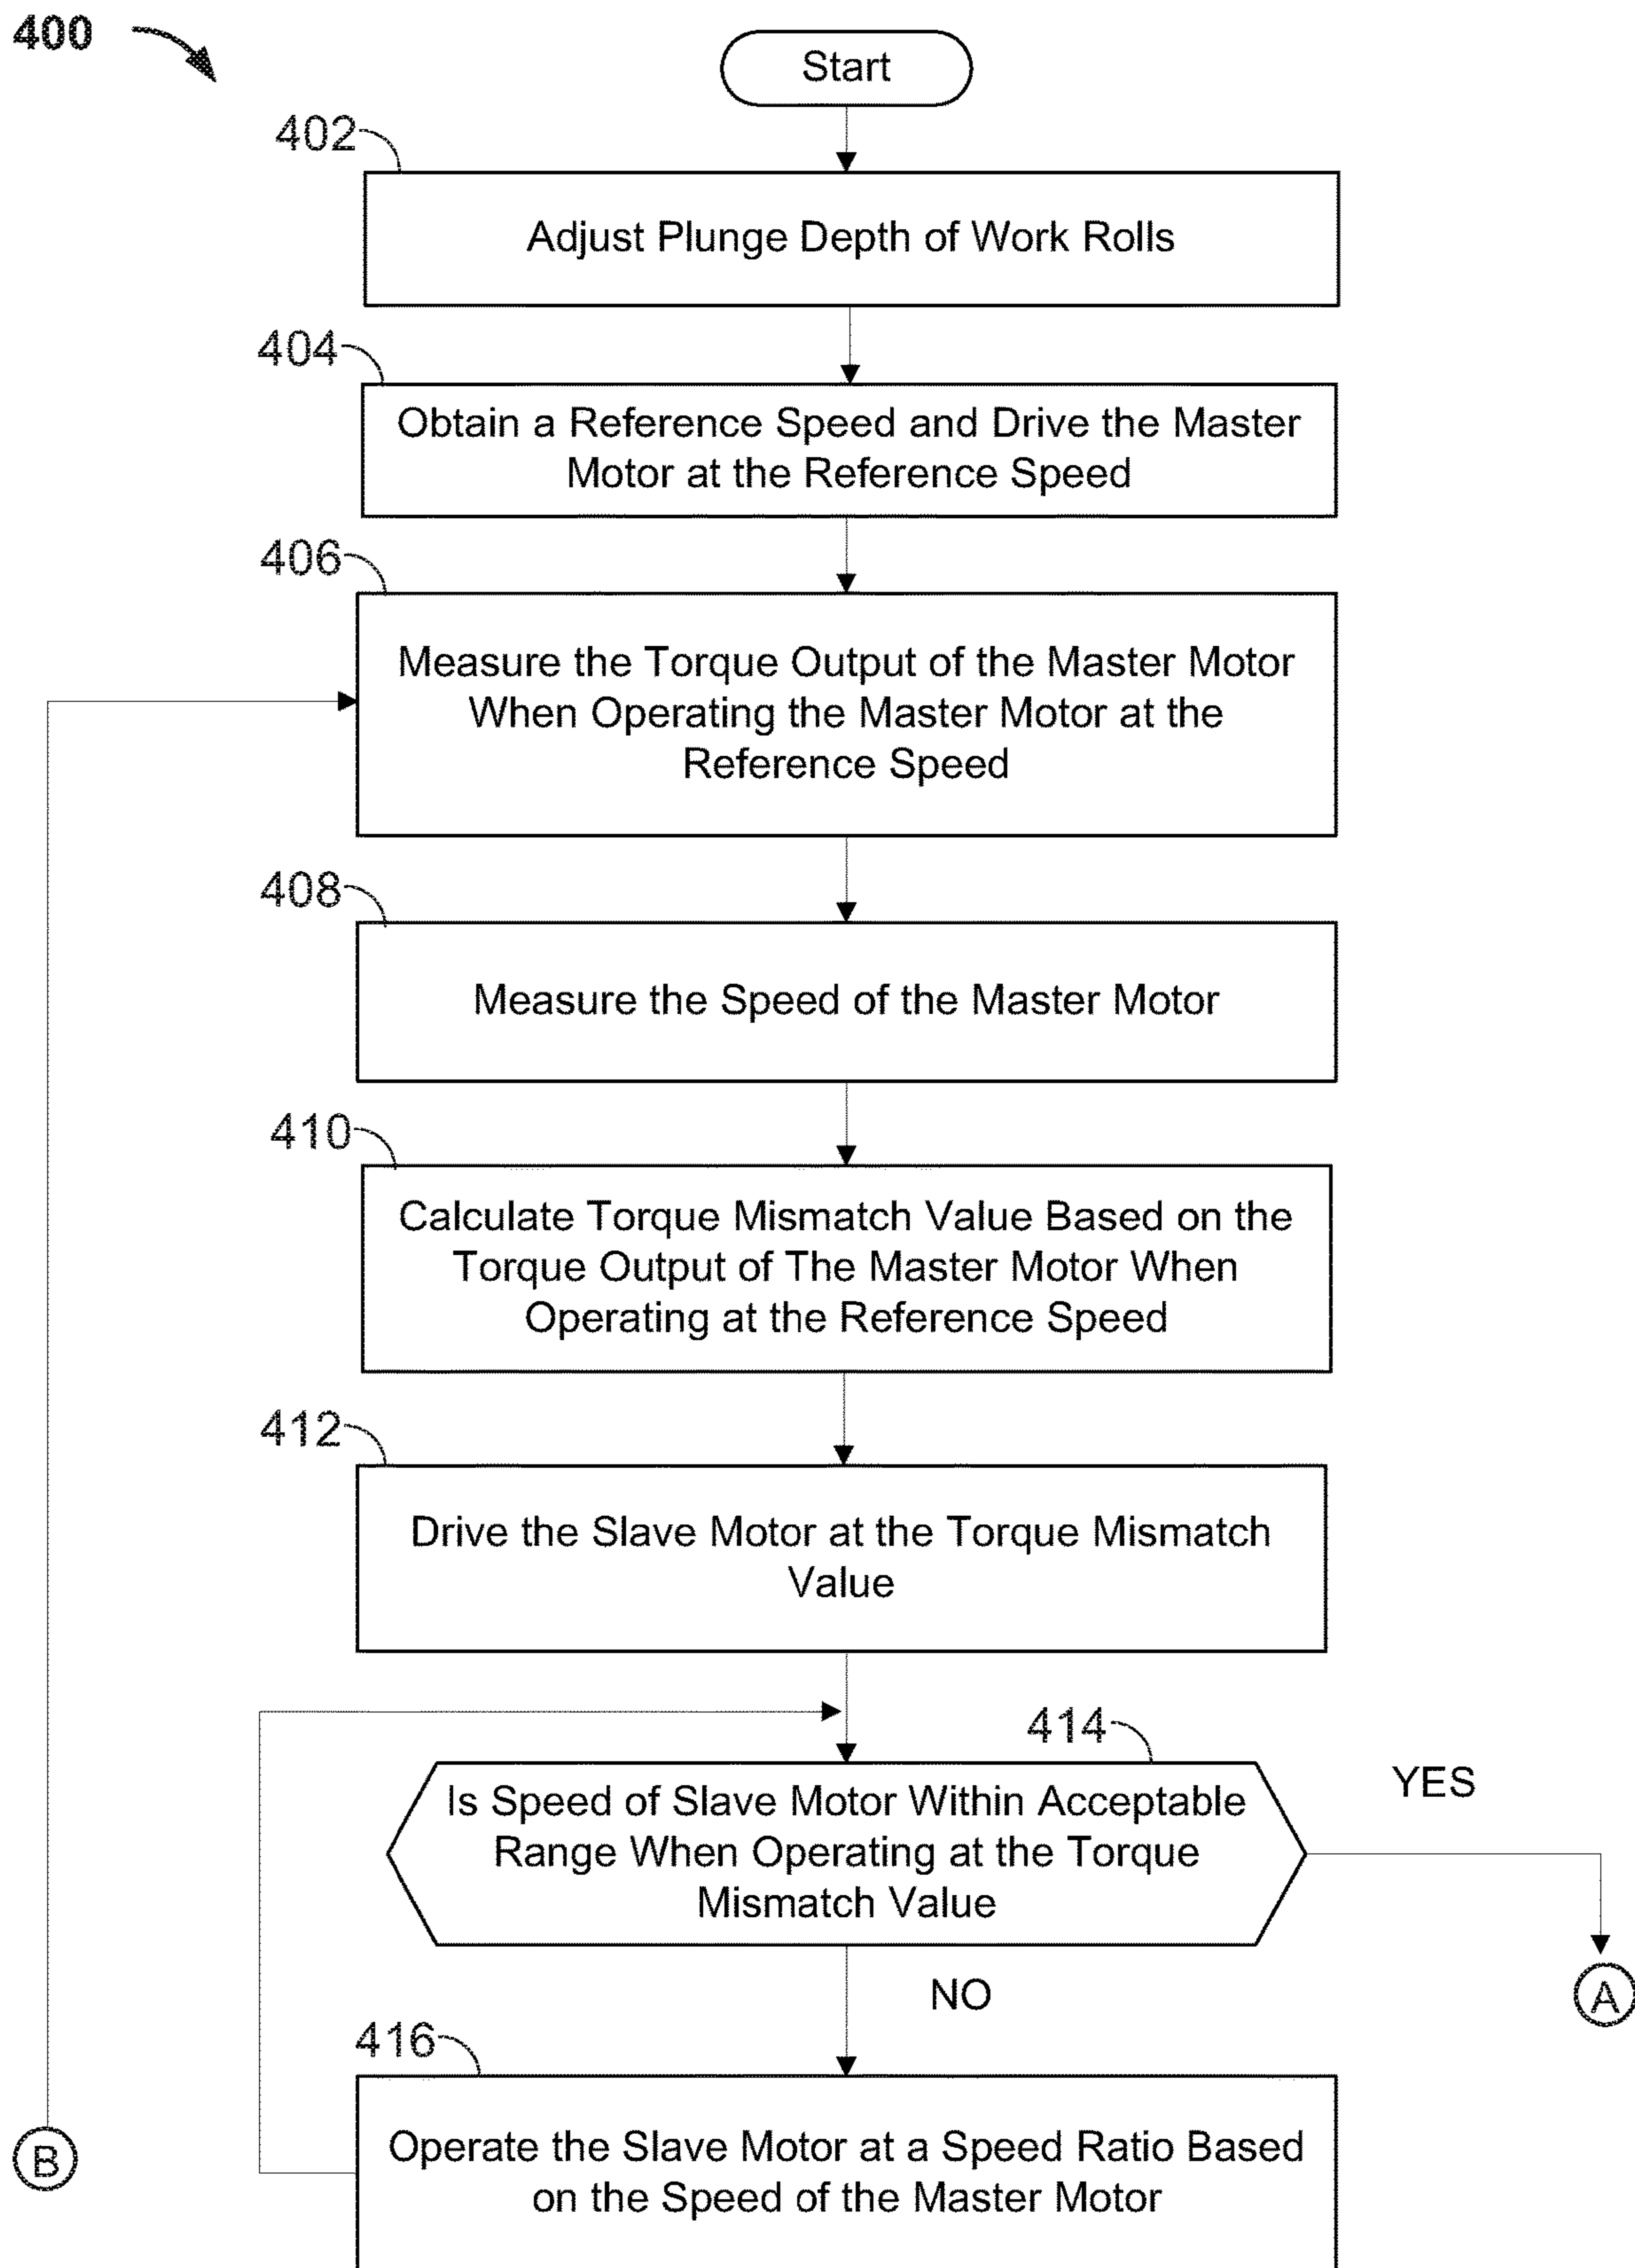 400
Start
402
Adjust Plunge Depth of Work Rolls
404
Obtain a Reference Speed and Drive the Master
Motor at the Reference Speed
406
Measure the Torque Output of the Master Motor
When Operating the Master Motor at the
Reference Speed
408
Measure the Speed of the Master Motor
410
Calculate Torque Mismatch Value Based on the
Torque Output of The Master Motor When
Operating at the Reference Speed
412
Drive the Slave Motor at the Torque Mismatch
Value
414
YES
Is Speed of Slave Motor Within Acceptable
Range When Operating at the Torque
Mismatch Value
NO
A
416
B
Operate the Slave Motor at a Speed Ratio Based
on the Speed of the Master Motor